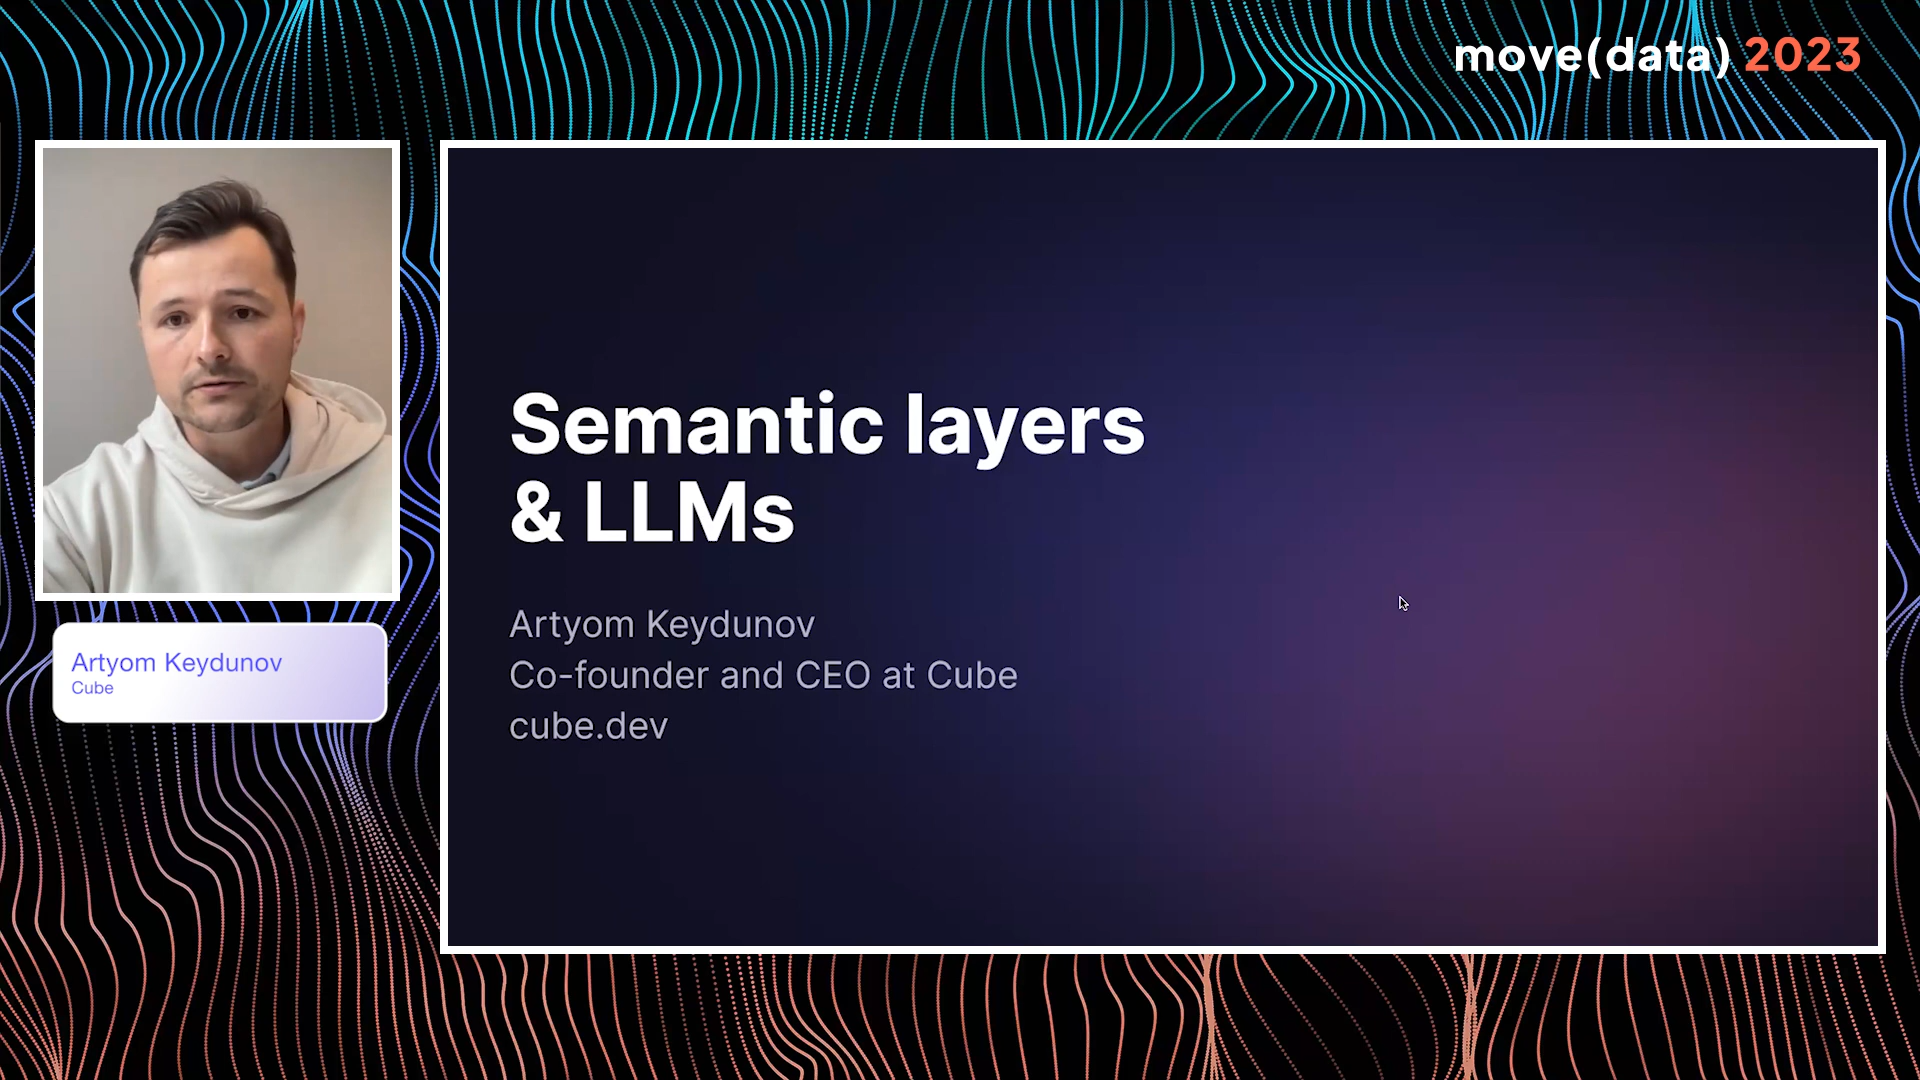 move(data) 2023
Semantic layers
& LLMs
Artyom Keydunov
Co-founder and CEO at Cube
cube.dev
Artyom Keydunov
Cube